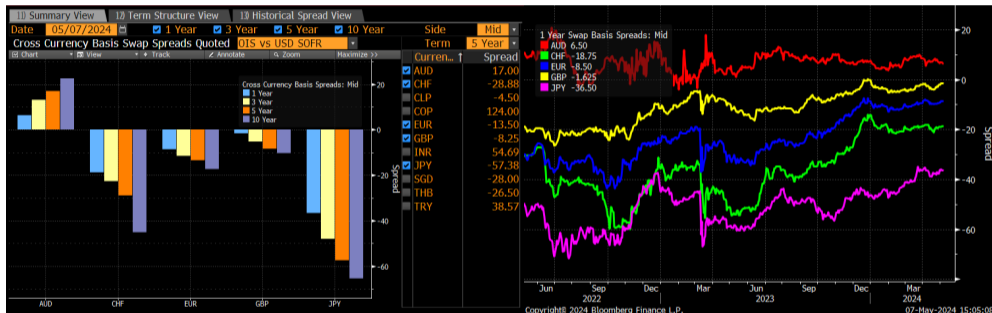 11) Summary View 12) Term Structure View 13) Historical Spread View
Date 05/07/2024 1 Year 3 Year 5 Year 10 Year Side Mid
Cross Currency Basis Swap Spreads Quoted OIS vs USD SOFR Term 5 Year
Chart View Track Annotate Zoom Maximize >>
Cross Currency Basis Spreads: Mid
1 Year
3 Year
5 Year
10 Year
20
0
-20
-40
-60
Spread
AUD CHF EUR GBP JPY
Curren... ↑ Spread
AUD 17.00
CHF -28.88
CLP -4.50
COP 124.00
EUR -13.50
GBP -8.25
INR 54.69
JPY -57.38
SGD -28.00
THB -26.50
TRY 38.57
1 Year Swap Basis Spreads: Mid
AUD 6.50
CHF -18.75
EUR -8.50
GBP -1.625
JPY -36.50
20
0
-20
-40
-60
Spread
Jun Sep Dec Mar Jun Sep Dec Mar
2022 2023 2024
Copyright© 2024 Bloomberg Finance L.P. 07-May-2024 15:05:08